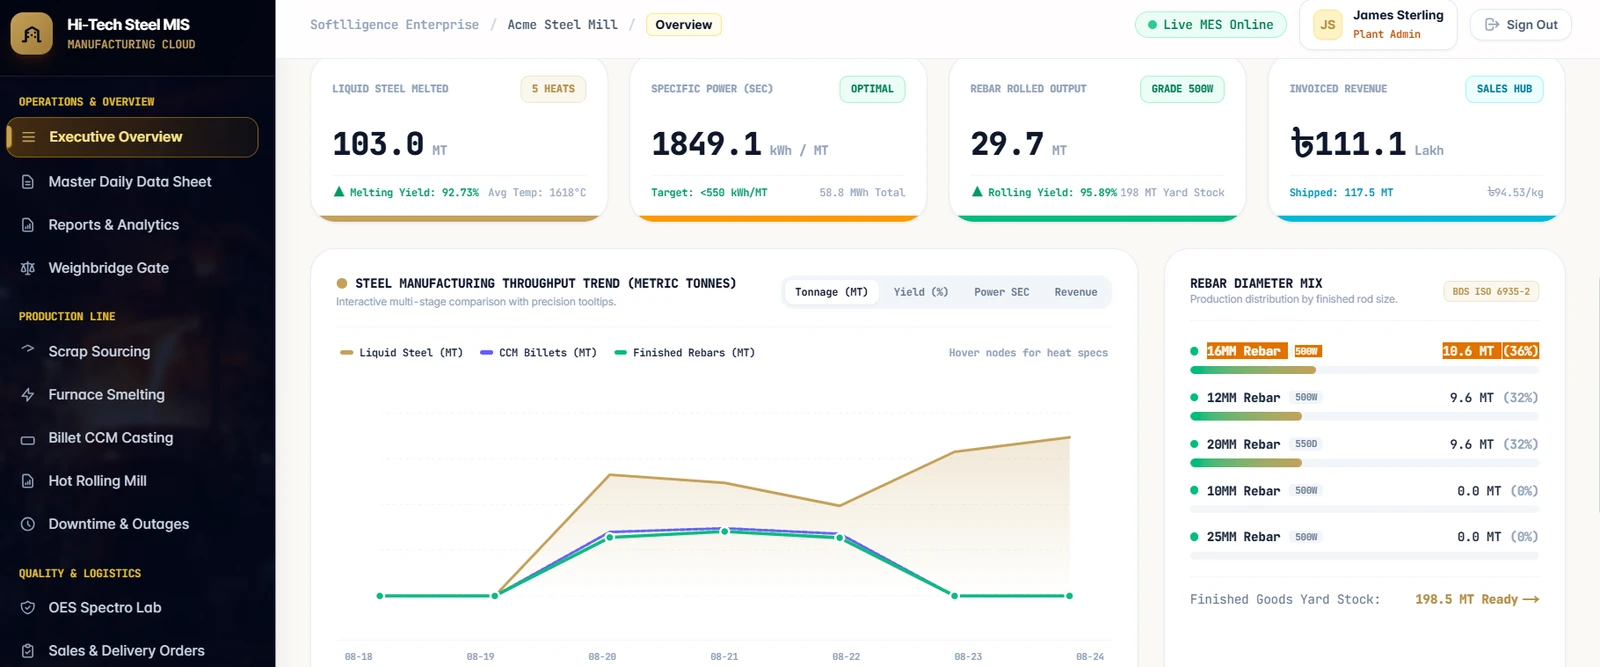 Hi-Tech Steel MIS
MANUFACTURING CLOUD
OPERATIONS & OVERVIEW
Executive Overview
Master Daily Data Sheet
Reports & Analytics
Weighbridge Gate
PRODUCTION LINE
Scrap Sourcing
Furnace Smelting
Billet CCM Casting
Hot Rolling Mill
Downtime & Outages
QUALITY & LOGISTICS
OES Spectro Lab
Sales & Delivery Orders
Softlligence Enterprise / Acme Steel Mill / Overview
Live MES Online
JS
James Sterling
Plant Admin
Sign Out
LIQUID STEEL MELTED
5 HEATS
103.0 MT
▲ Melting Yield: 92.73% Avg Temp: 1618°C
SPECIFIC POWER (SEC)
OPTIMAL
1849.1 kWh / MT
Target: <550 kWh/MT 58.8 MWh Total
REBAR ROLLED OUTPUT
GRADE 500W
29.7 MT
▲ Rolling Yield: 95.89% 198 MT Yard Stock
INVOICED REVENUE
SALES HUB
৳111.1 Lakh
Shipped: 117.5 MT ৳94.53/kg
STEEL MANUFACTURING THROUGHPUT TREND (METRIC TONNES)
Interactive multi-stage comparison with precision tooltips.
Tonnage (MT) Yield (%) Power SEC Revenue
Liquid Steel (MT) CCM Billets (MT) Finished Rebars (MT)
Hover nodes for heat specs
08-18 08-19 08-20 08-21 08-22 08-23 08-24
REBAR DIAMETER MIX
Production distribution by finished rod size.
BDS ISO 6935-2
16MM Rebar 500W 10.6 MT (36%)
12MM Rebar 500W 9.6 MT (32%)
20MM Rebar 550D 9.6 MT (32%)
10MM Rebar 500W 0.0 MT (0%)
25MM Rebar 500W 0.0 MT (0%)
Finished Goods Yard Stock: 198.5 MT Ready →